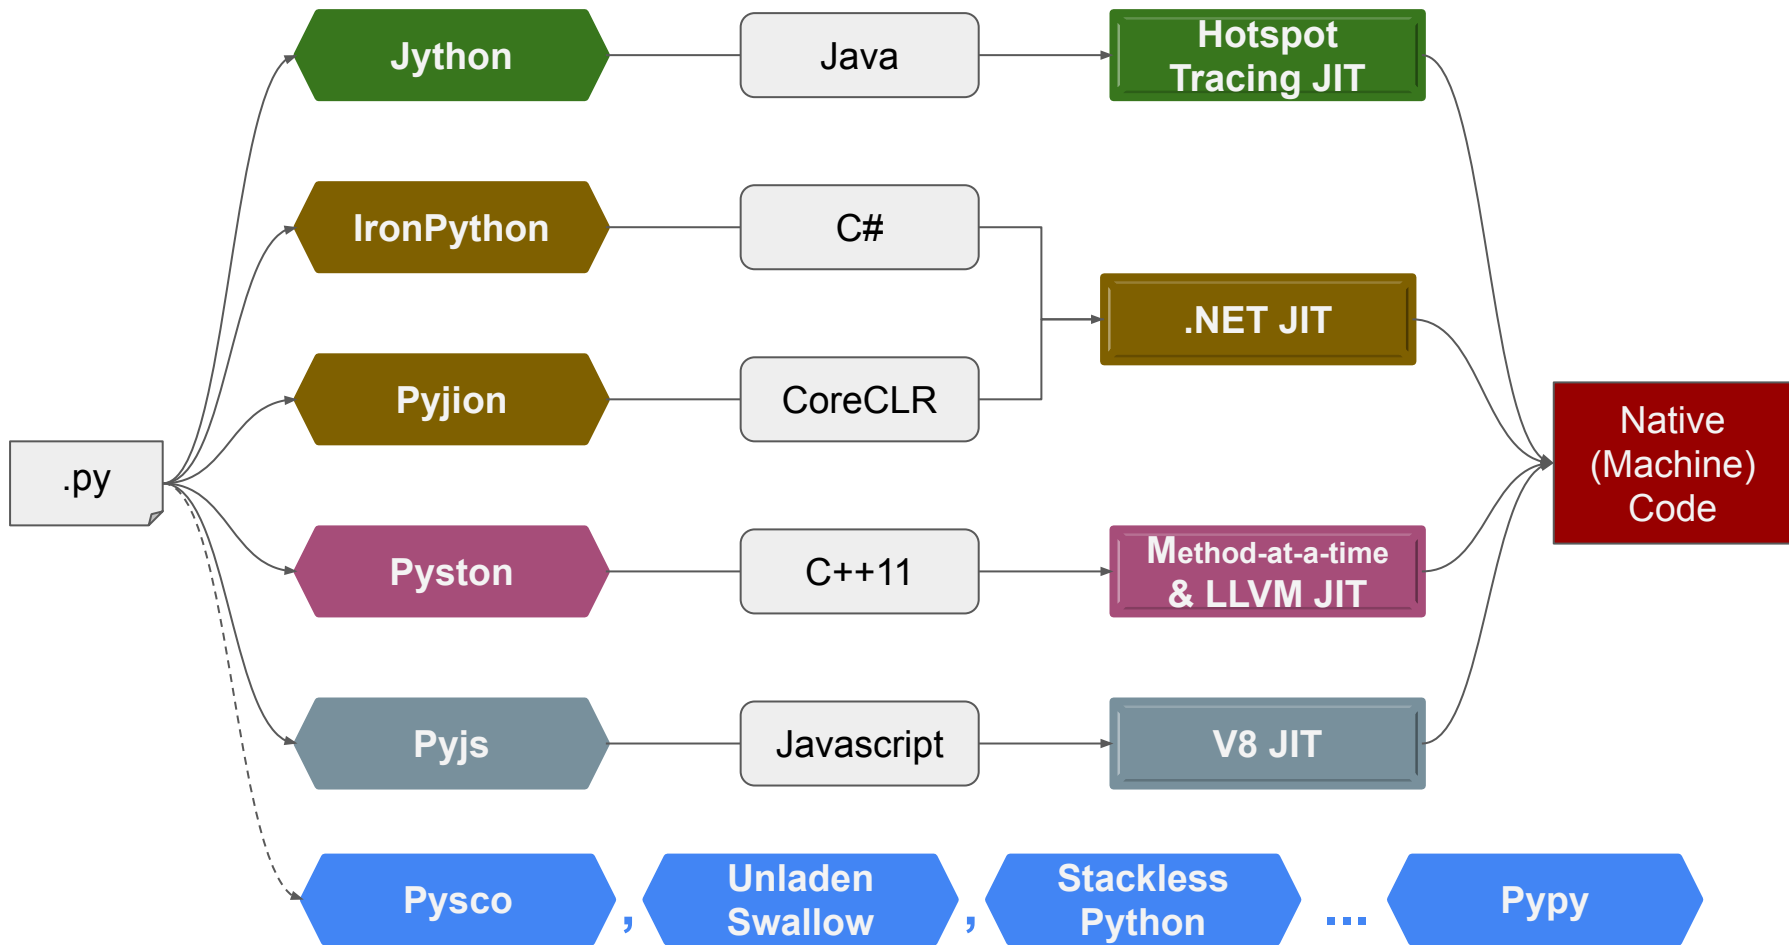 Jython
Java
Hotspot
Tracing JIT
IronPython
C#
.NET JIT
Pyjion
CoreCLR
.py
Native
(Machine)
Code
Pyston
C++11
Method-at-a-time
& LLVM JIT
Pyjs
Javascript
V8 JIT
Pysco
,
Unladen
Swallow
,
Stackless
Python
...
Pypy